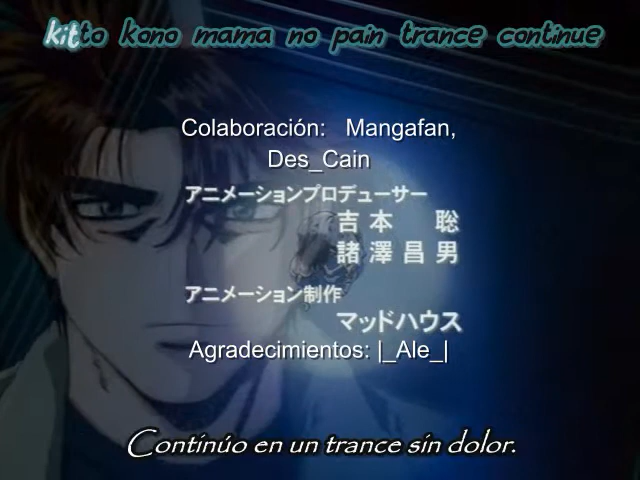 kitto kono mama no pain trance continue
Colaboración: Mangafan,
Des_Cain
アニメーションプロデューサー
吉本 聡
諸澤昌男
アニメーション制作
マッドハウス
Agradecimientos: |_Ale_|
Continúo en un trance sin dolor.